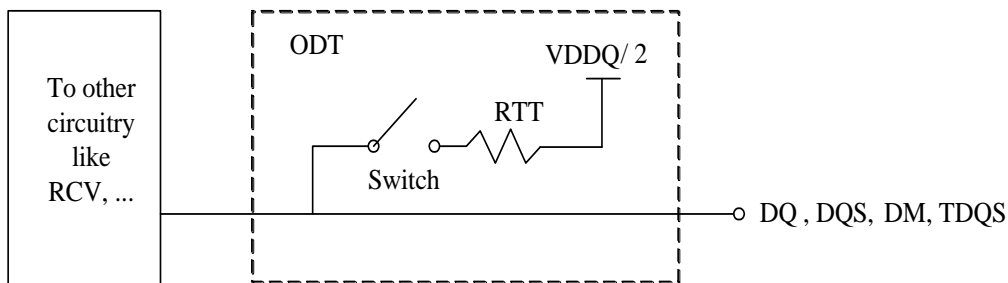 ODT
VDDQ/ 2
To other
circuitry
like
RCV, ...
RTT
Switch
DQ , DQS, DM, TDQS